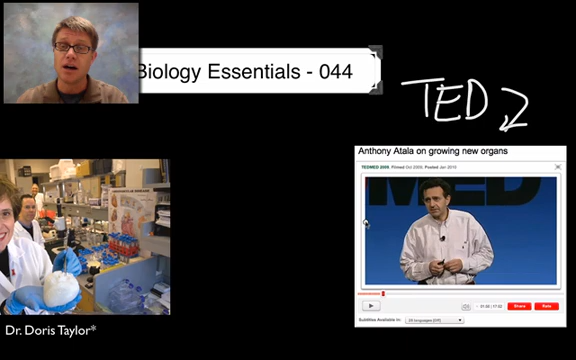 Biology Essentials - 044
TED
Anthony Atala on growing new organs
TEDMED 2009 Filmed Oct 2009; Posted: Jan 2010
MED
Share
Rate
Subtitles Available in:
Dr. Doris Taylor*